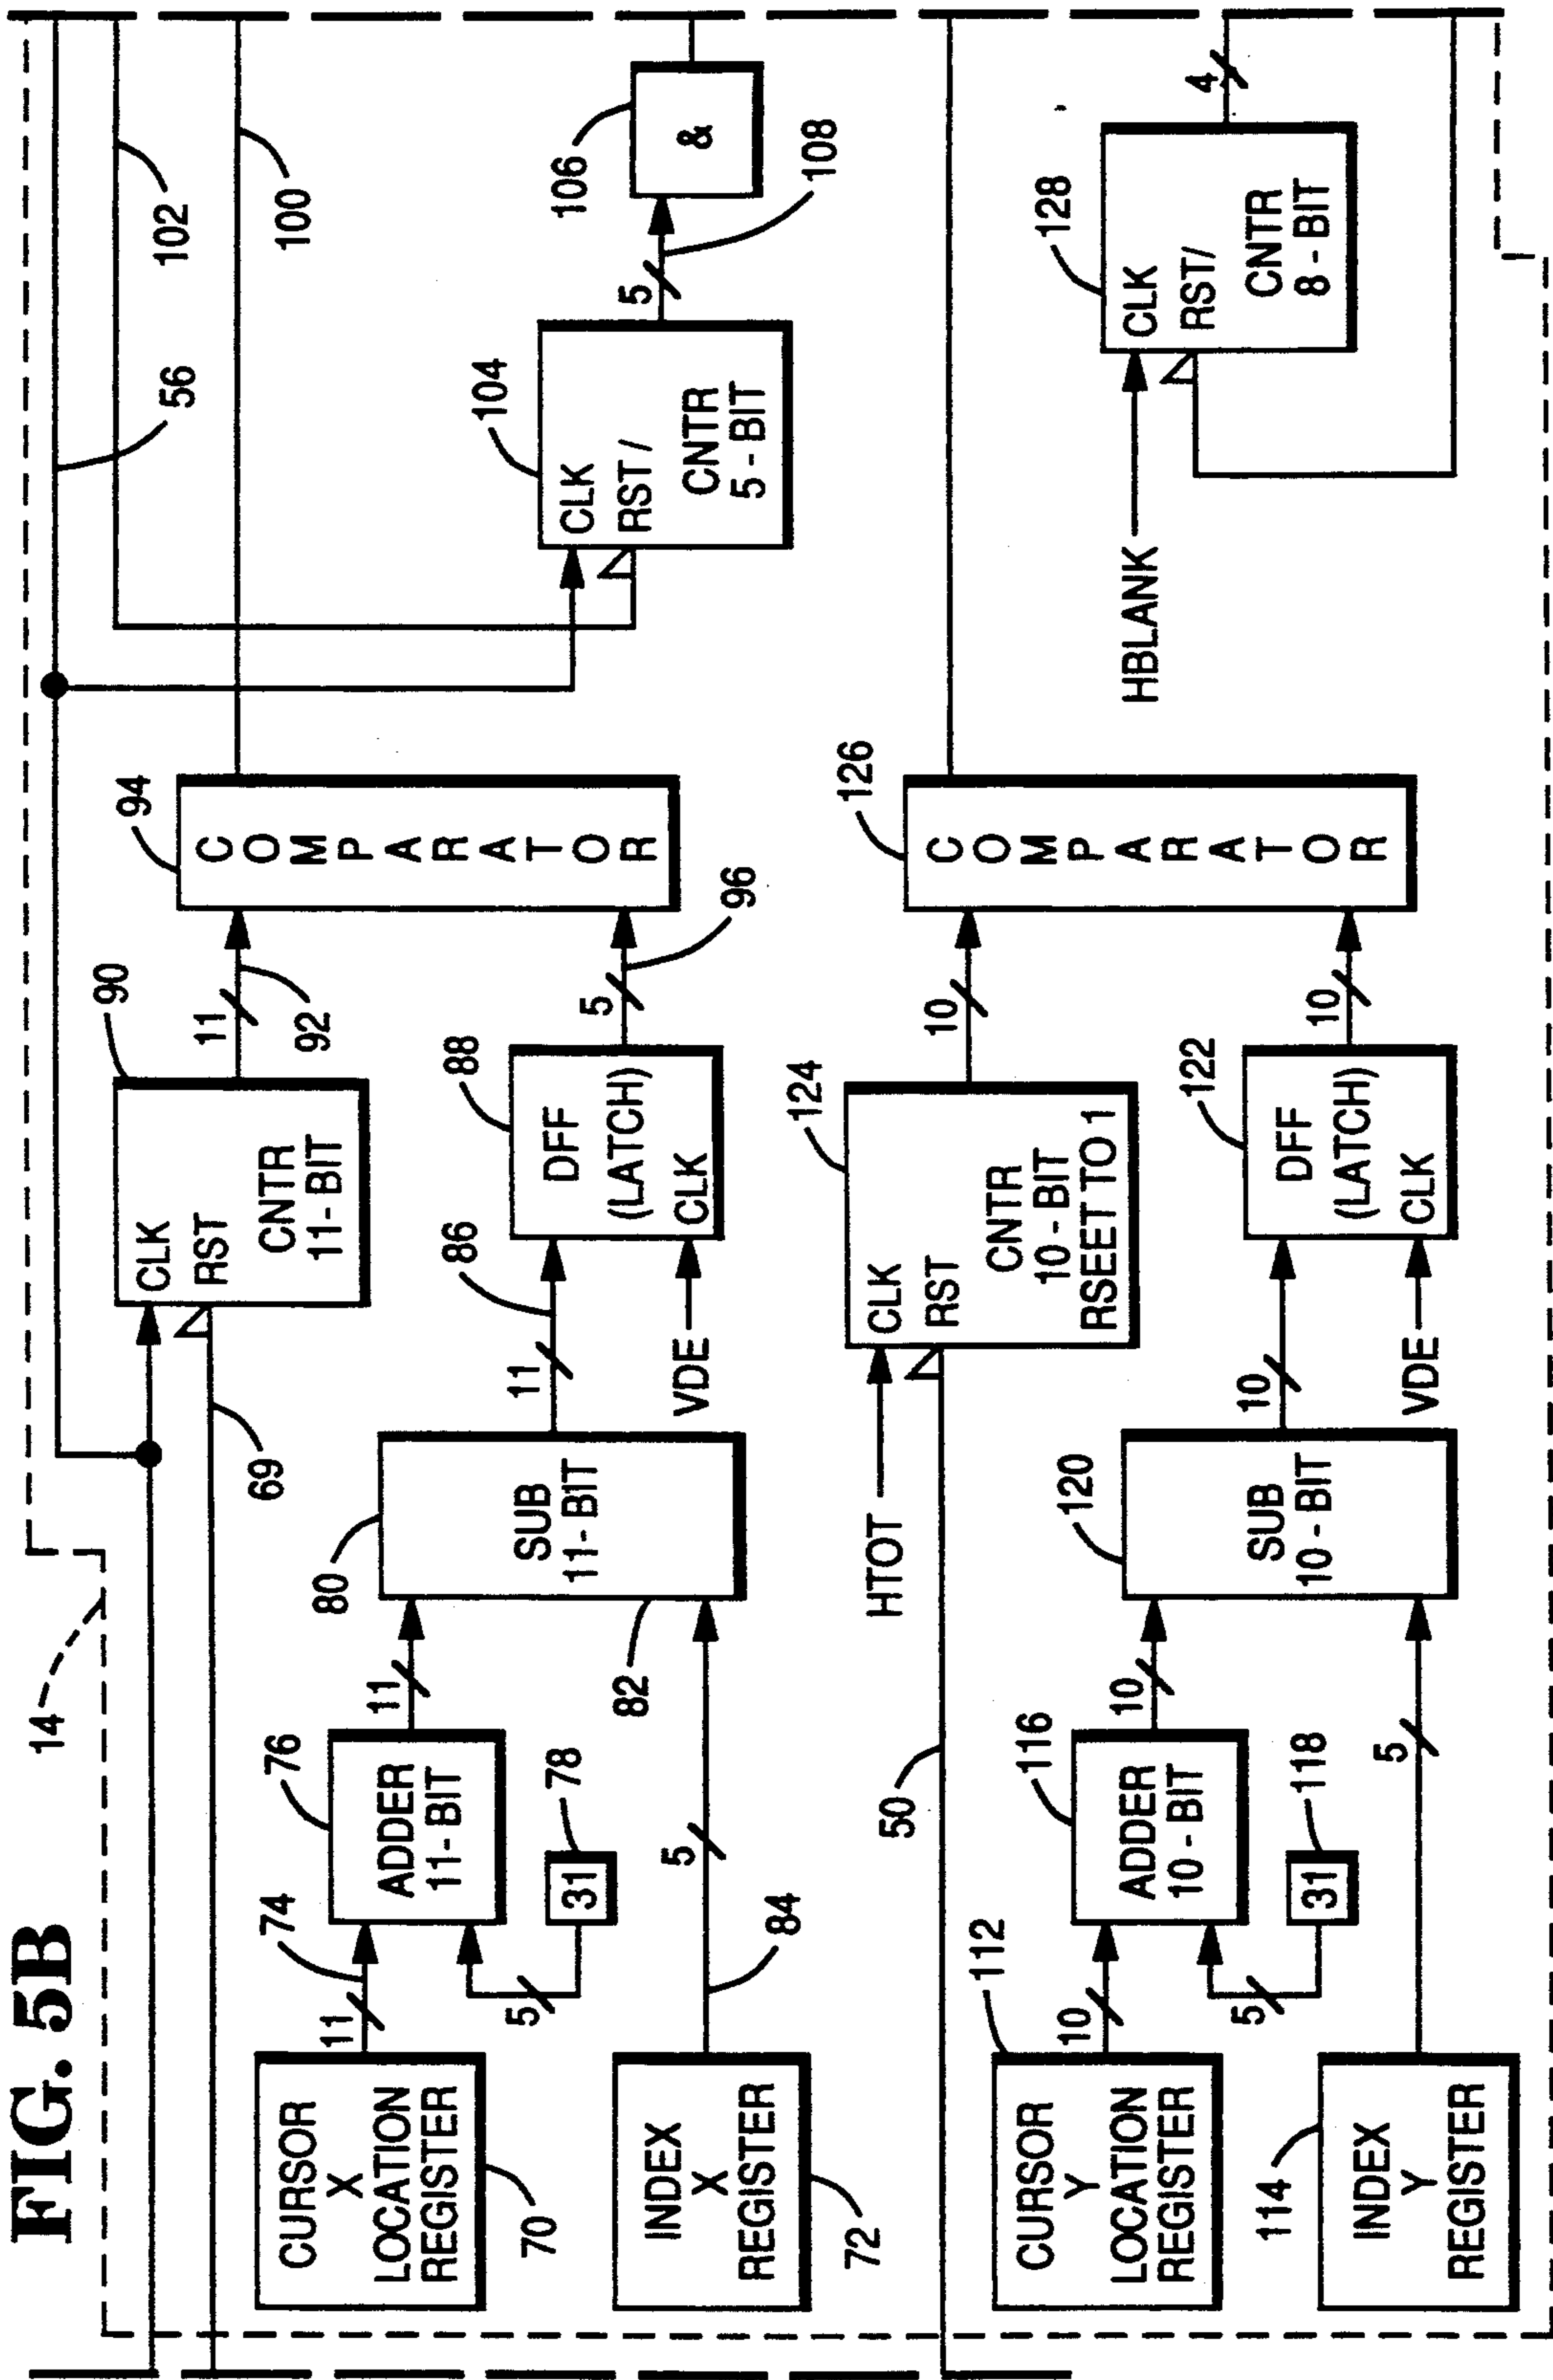 FIG. 5B
14
56
102
100
69
CURSOR
X
LOCATION
REGISTER
70
11
74
ADDER
11-BIT
76
5
31
78
11
SUB
11-BIT
80
82
INDEX
X
REGISTER
72
5
84
11
86
DFF
(LATCH)
CLK
88
VDE
CLK
RST
CNTR
11-BIT
90
11
92
5
96
COMPARATOR
94
CLK
RST /
CNTR
5 - BIT
104
5
108
&
106
50
CURSOR
Y
LOCATION
REGISTER
112
10
ADDER
10 - BIT
116
5
31
118
10
SUB
10 - BIT
120
INDEX
Y
REGISTER
114
5
10
DFF
(LATCH)
CLK
122
VDE
HTOT
CLK
RST
CNTR
10 - BIT
RSEET TO 1
124
10
10
COMPARATOR
126
HBLANK
CLK
RST/
CNTR
8 - BIT
128
4